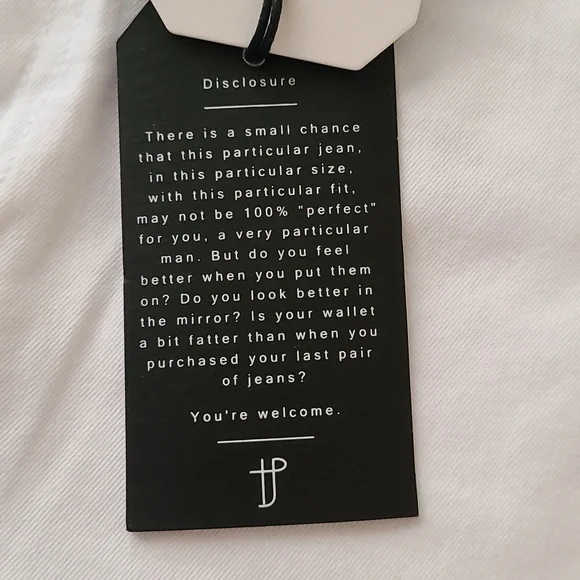 Disclosure
There is a small chance
that this particular jean,
in this particular size,
with this particular fit,
may not be 100% "perfect"
for you, a very particular
man. But do you feel
better when you put them
on? Do you look better in
the mirror? Is your wallet
a bit fatter than when you
purchased your last pair
of jeans?
You're welcome.